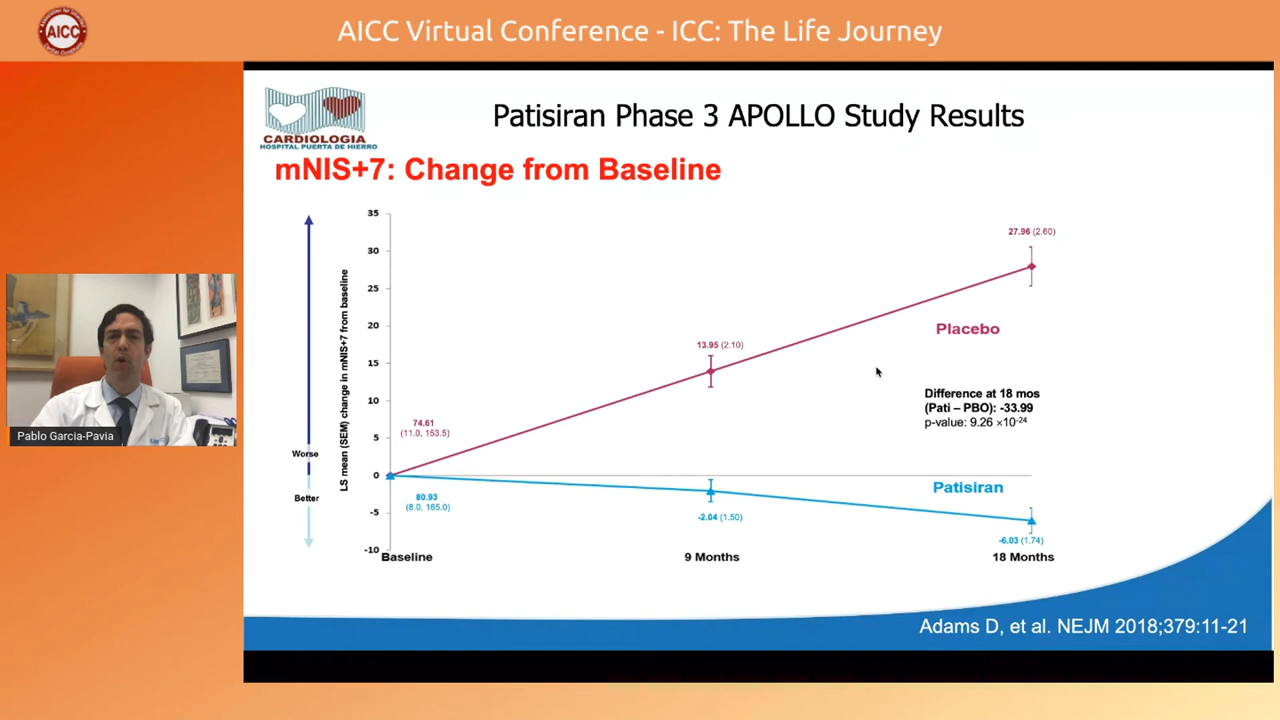 AICC
AICC Virtual Conference - ICC: The Life Journey
CARDIOLOGIA
HOSPITAL PUERTA DE HIERRO
Patisiran Phase 3 APOLLO Study Results
mNIS+7: Change from Baseline
Worse
Better
LS mean (SEM) change in mNIS+7 from baseline
35
30
25
20
15
10
5
0
-5
-10
74.61
(11.0, 153.5)
80.93
(8.0, 165.0)
13.95 (2.10)
-2.04 (1.50)
27.96 (2.60)
-6.03 (1.74)
Placebo
Difference at 18 mos
(Pati – PBO): -33.99
p-value: 9.26 ×10⁻²⁴
Patisiran
Baseline
9 Months
18 Months
Adams D, et al. NEJM 2018;379:11-21
Pablo Garcia-Pavia